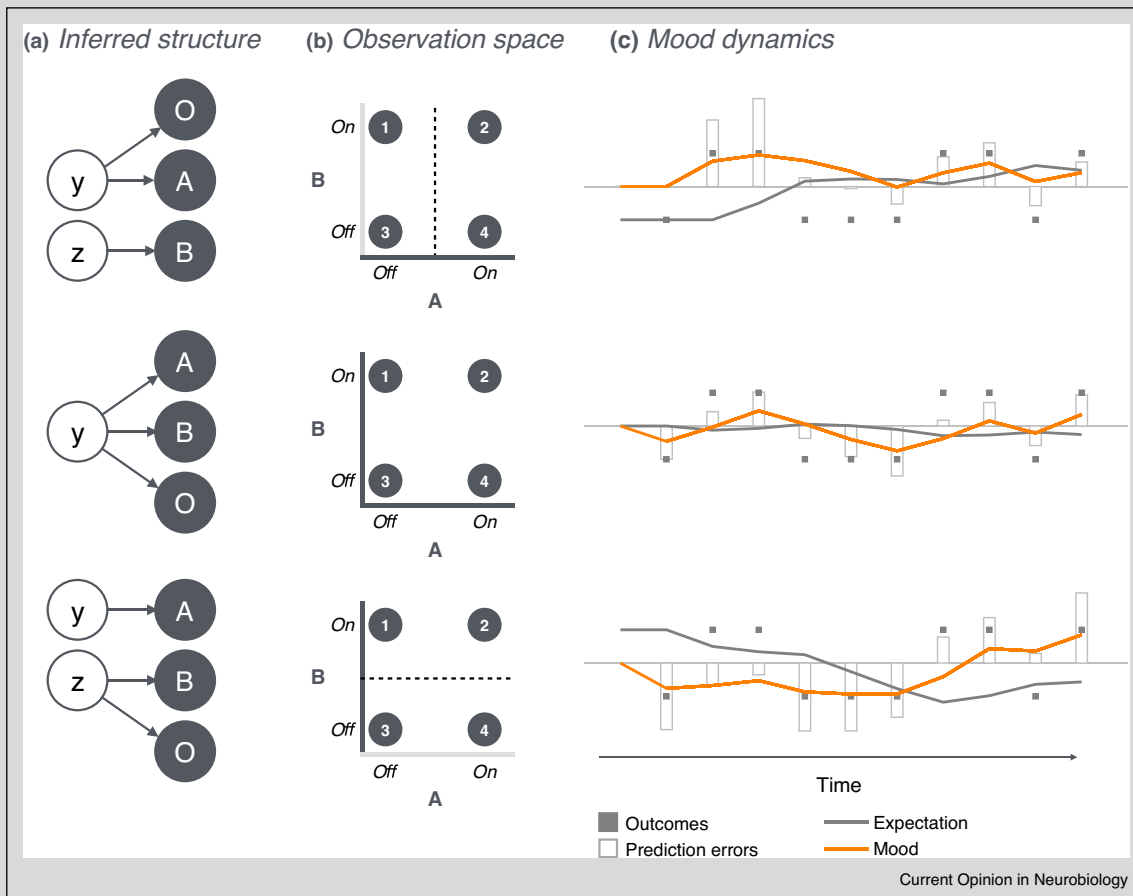 (a) Inferred structure
(b) Observation space
(c) Mood dynamics
O
y
A
z
B
On
1
2
B
Off
3
4
Off
On
A
A
y
B
O
On
1
2
B
Off
3
4
Off
On
A
y
A
z
B
O
On
1
2
B
Off
3
4
Off
On
A
Time
Outcomes
Expectation
Prediction errors
Mood
Current Opinion in Neurobiology